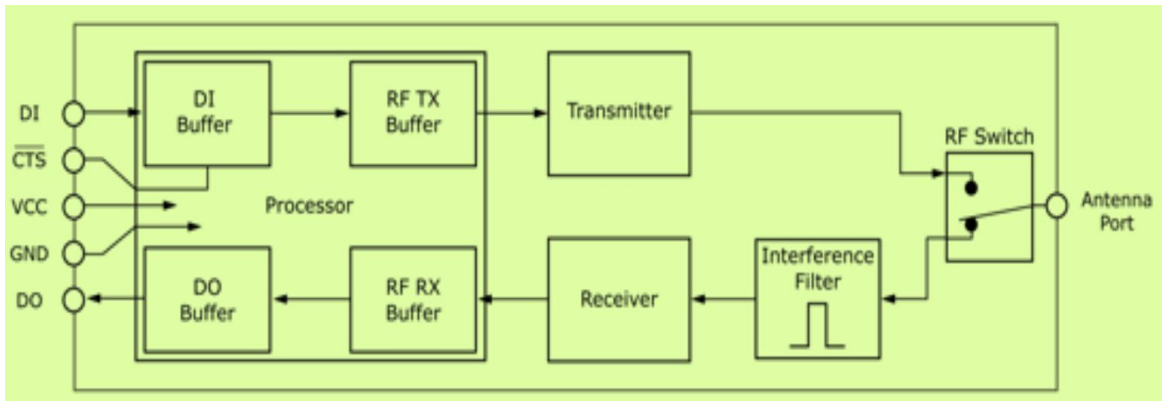 DI
CTS
VCC
GND
DO
DI
Buffer
RF TX
Buffer
Processor
DO
Buffer
RF RX
Buffer
Transmitter
Receiver
Interference
Filter
RF Switch
Antenna
Port